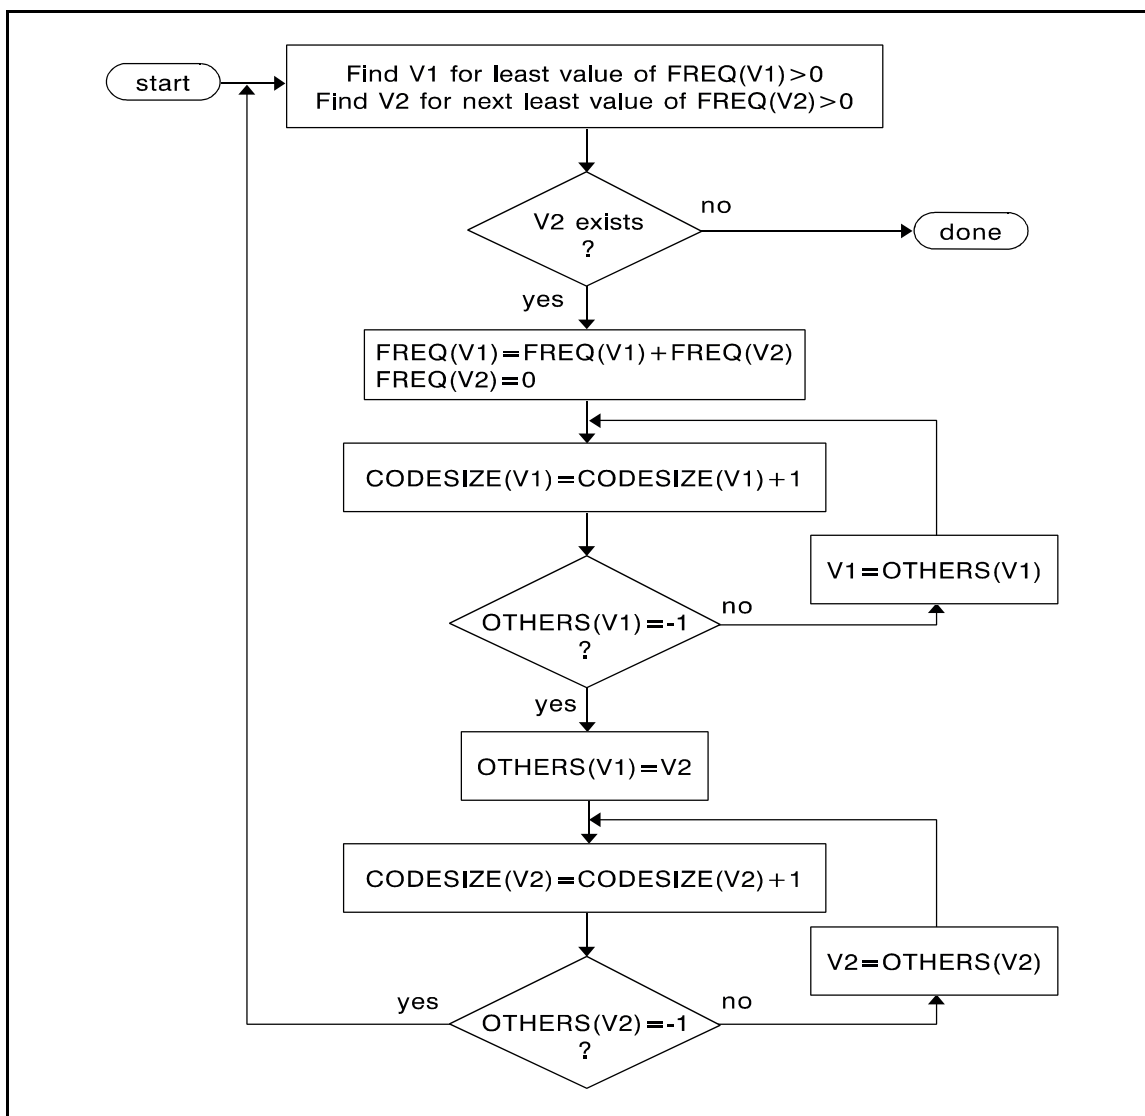 start
Find V1 for least value of FREQ(V1)>0
Find V2 for next least value of FREQ(V2)>0
V2 exists
?
no
done
yes
FREQ(V1)=FREQ(V1)+FREQ(V2)
FREQ(V2)=0
CODESIZE(V1)=CODESIZE(V1)+1
V1=OTHERS(V1)
OTHERS(V1)=-1
?
no
yes
OTHERS(V1)=V2
CODESIZE(V2)=CODESIZE(V2)+1
V2=OTHERS(V2)
yes
OTHERS(V2)=-1
?
no